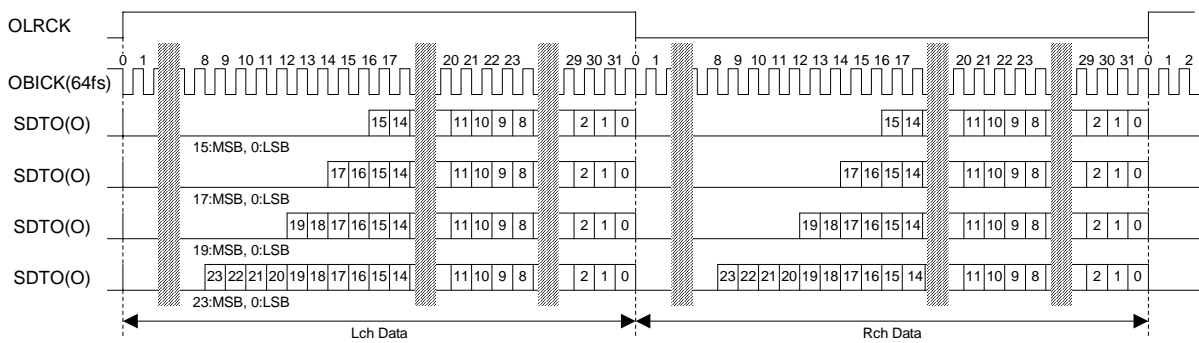 OLRCK
0 1 8 9 10 11 12 13 14 15 16 17 20 21 22 23 29 30 31 0 1 8 9 10 11 12 13 14 15 16 17 20 21 22 23 29 30 31 0 1 2
OBICK(64fs)
SDTO(O) 15 14 11 10 9 8 2 1 0 15 14 11 10 9 8 2 1 0
15:MSB, 0:LSB
SDTO(O) 17 16 15 14 11 10 9 8 2 1 0 17 16 15 14 11 10 9 8 2 1 0
17:MSB, 0:LSB
SDTO(O) 19 18 17 16 15 14 11 10 9 8 2 1 0 19 18 17 16 15 14 11 10 9 8 2 1 0
19:MSB, 0:LSB
SDTO(O) 23 22 21 20 19 18 17 16 15 14 11 10 9 8 2 1 0 23 22 21 20 19 18 17 16 15 14 11 10 9 8 2 1 0
23:MSB, 0:LSB
Lch Data Rch Data